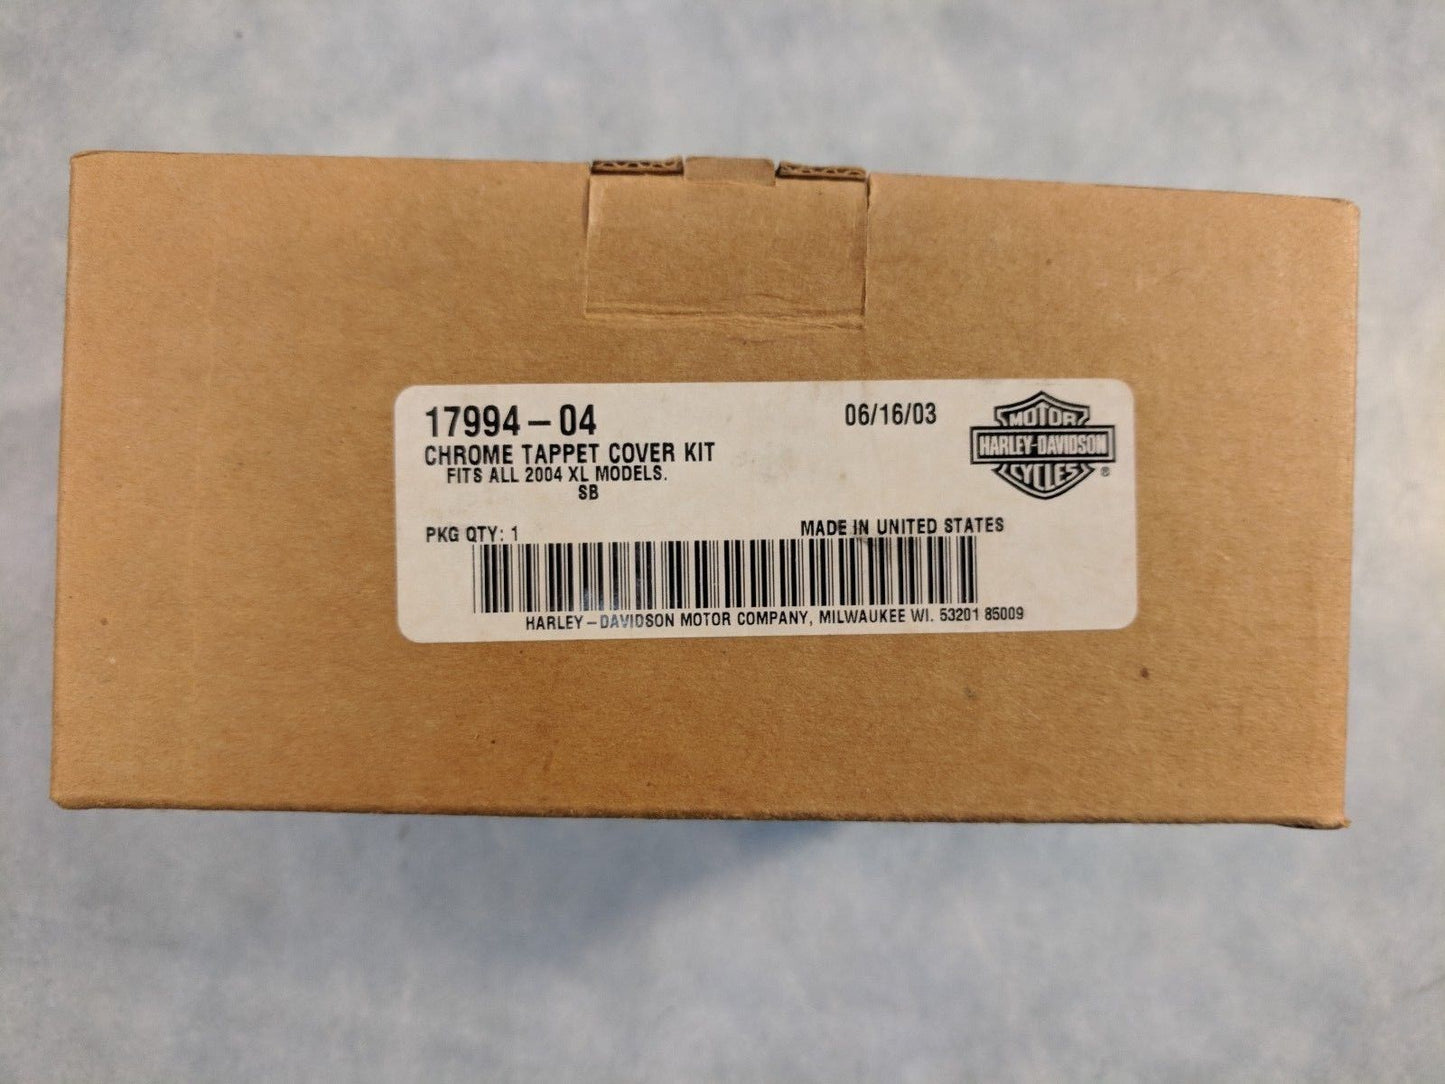 17994-04
06/16/03
CHROME TAPPET COVER KIT
FITS ALL 2004 XL MODELS.
SB
MOTOR
HARLEY-DAVIDSON
CYCLES®
PKG QTY: 1
MADE IN UNITED STATES
HARLEY-DAVIDSON MOTOR COMPANY, MILWAUKEE WI. 53201 85009